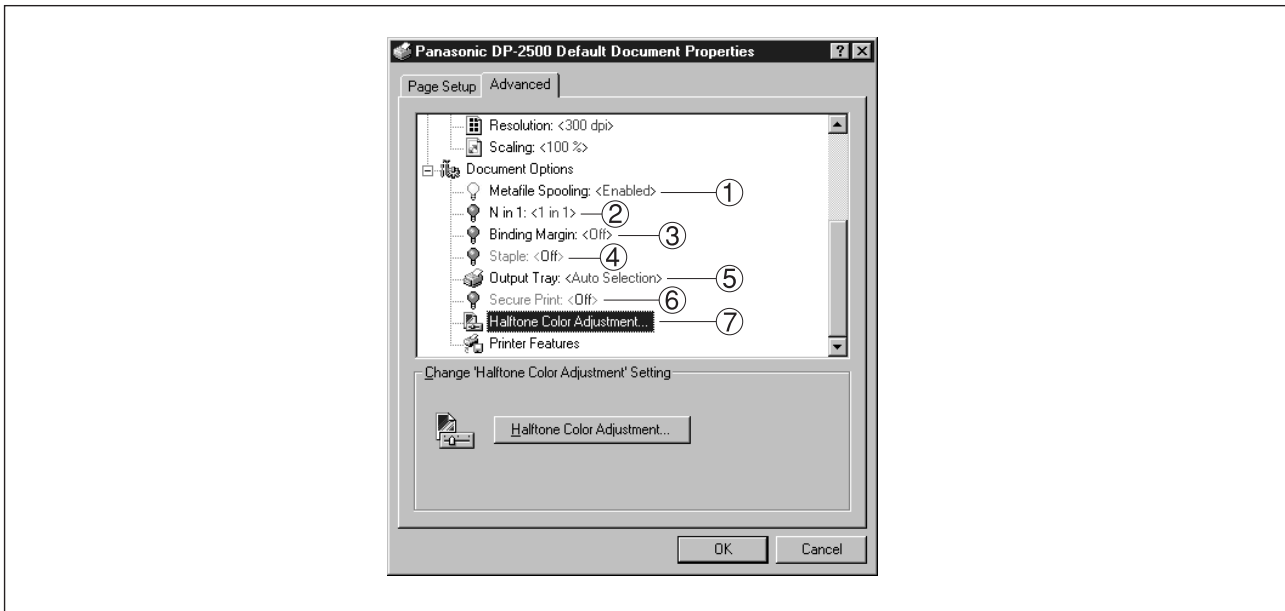 Panasonic DP-2500 Default Document Properties
Page Setup Advanced
Resolution: <300 dpi>
Scaling: <100 %>
Document Options
Metafile Spooling: <Enabled> ①
N in 1: <1 in 1> ②
Binding Margin: <Off> ③
Staple: <Off> ④
Output Tray: <Auto Selection> ⑤
Secure Print: <Off> ⑥
Halftone Color Adjustment... ⑦
Printer Features
Change 'Halftone Color Adjustment' Setting
Halftone Color Adjustment...
OK Cancel